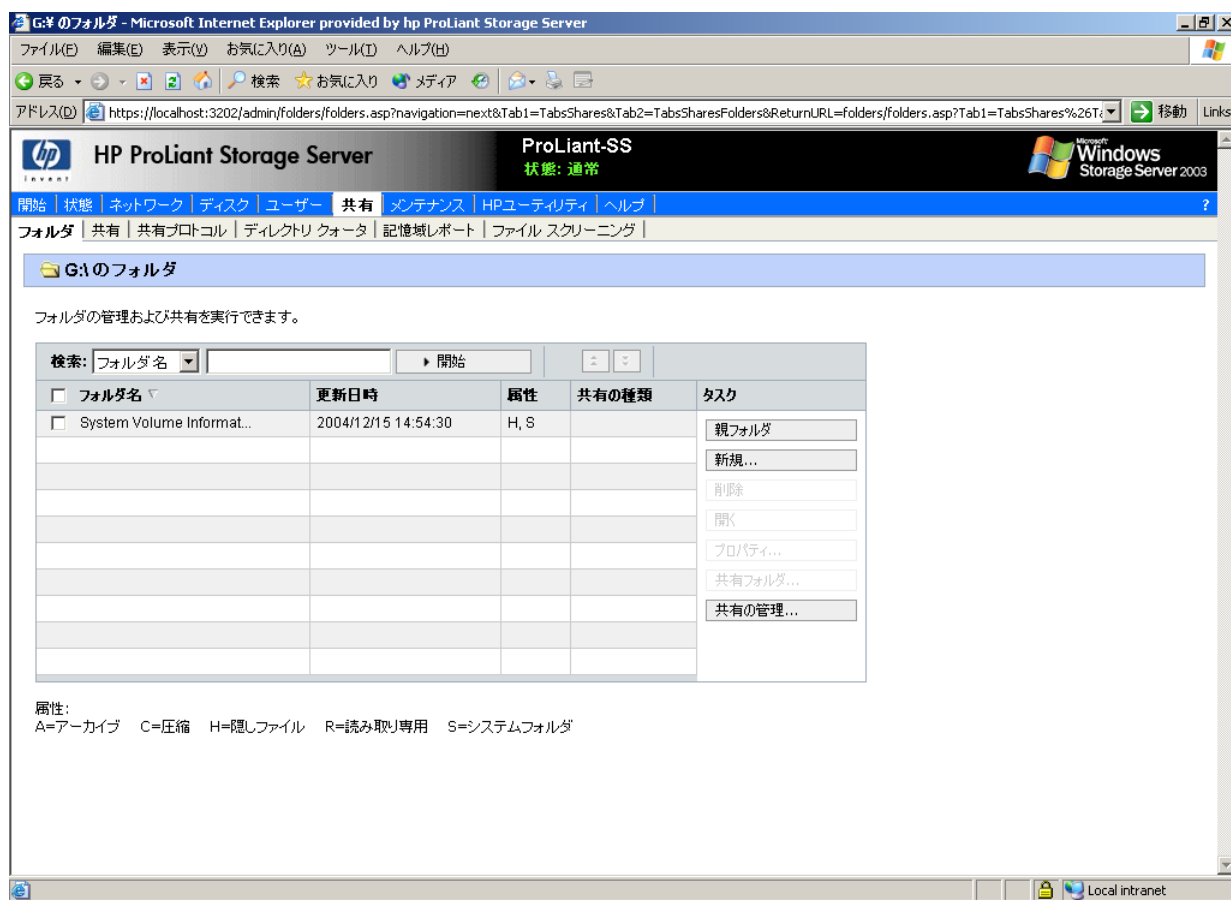 G:¥ のフォルダ - Microsoft Internet Explorer provided by hp ProLiant Storage Server
ファイル(F) 編集(E) 表示(V) お気に入り(A) ツール(T) ヘルプ(H)
戻る 検索 お気に入り メディア
アドレス(D) https://localhost:3202/admin/folders/folders.asp?navigation=next&Tab1=TabsShares&Tab2=TabsSharesFolders&ReturnURL=folders/folders.asp?Tab1=TabsShares%26Ta 移動 Links
hp invent HP ProLiant Storage Server
ProLiant-SS
状態: 通常
Microsoft Windows Storage Server 2003
開始 | 状態 | ネットワーク | ディスク | ユーザー | 共有 | メンテナンス | HPユーティリティ | ヘルプ | ?
フォルダ | 共有 | 共有プロトコル | ディレクトリ クォータ | 記憶域レポート | ファイル スクリーニング |
G:\ のフォルダ
フォルダの管理および共有を実行できます。
検索: フォルダ名 開始
フォルダ名 更新日時 属性 共有の種類 タスク
System Volume Informat... 2004/12/15 14:54:30 H, S
親フォルダ
新規...
削除
開く
プロパティ...
共有フォルダ...
共有の管理...
属性:
A=アーカイブ C=圧縮 H=隠しファイル R=読み取り専用 S=システムフォルダ
Local intranet